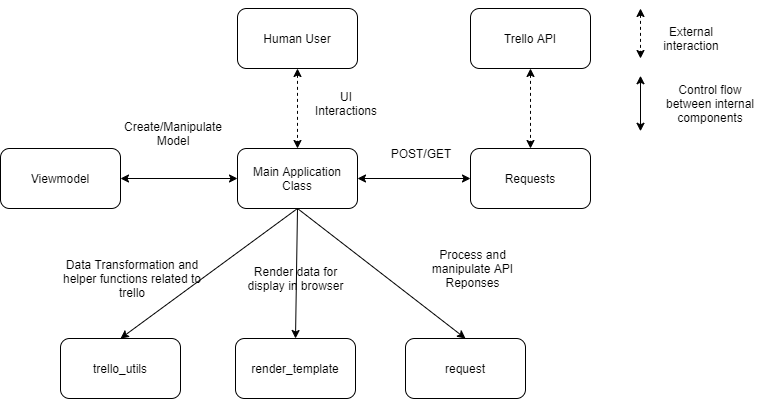 Human User
Trello API
External
interaction
UI
Interactions
Control flow
between internal
components
Create/Manipulate
Model
POST/GET
Viewmodel
Main Application
Class
Requests
Data Transformation and
helper functions related to
trello
Render data for
display in browser
Process and
manipulate API
Reponses
trello_utils
render_template
request